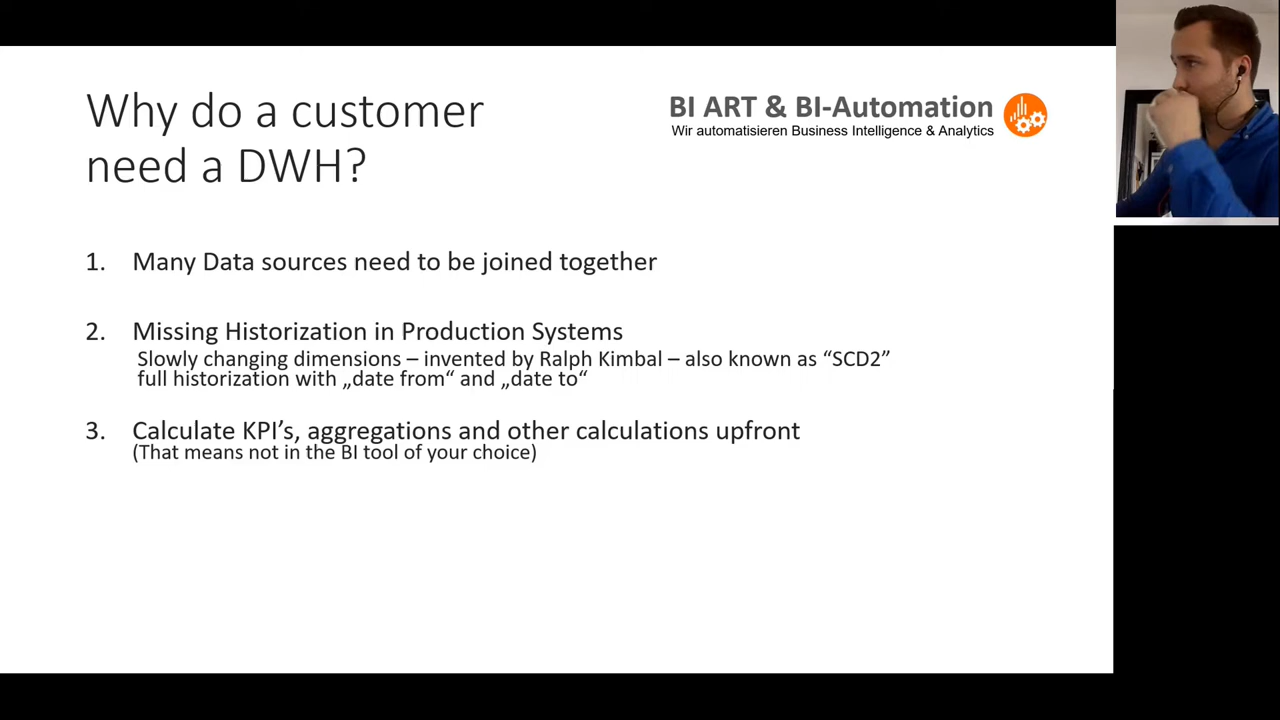 Why do a customer
need a DWH?
BI ART & BI-Automation
Wir automatisieren Business Intelligence & Analytics
1. Many Data sources need to be joined together
2. Missing Historization in Production Systems
Slowly changing dimensions – invented by Ralph Kimbal – also known as “SCD2”
full historization with „date from“ and „date to“
3. Calculate KPI’s, aggregations and other calculations upfront
(That means not in the BI tool of your choice)